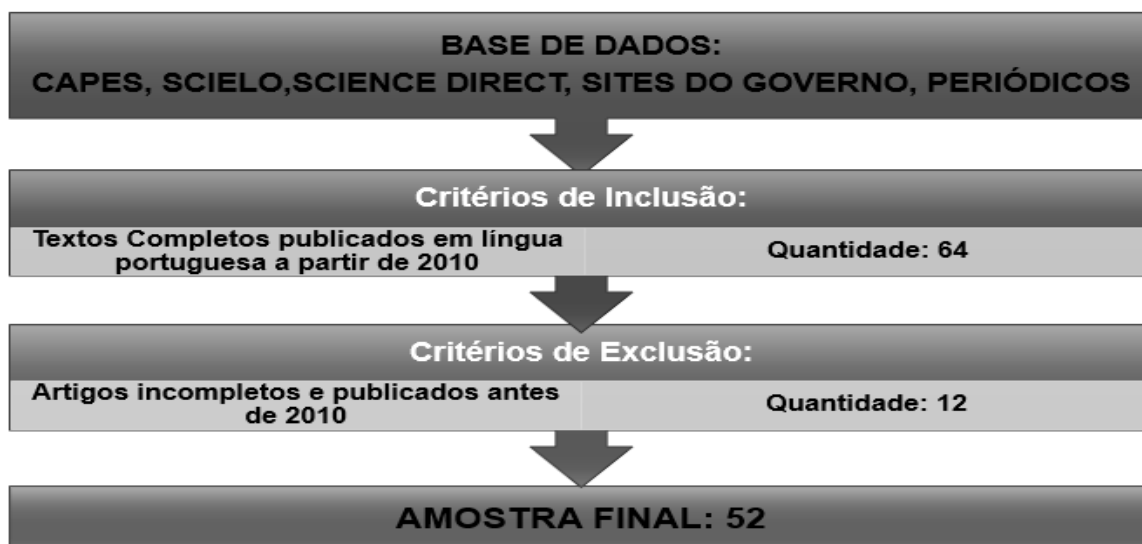 BASE DE DADOS:
CAPES, SCIELO,SCIENCE DIRECT, SITES DO GOVERNO, PERIÓDICOS
Critérios de Inclusão:
Textos Completos publicados em língua
portuguesa a partir de 2010
Quantidade: 64
Critérios de Exclusão:
Artigos incompletos e publicados antes
de 2010
Quantidade: 12
AMOSTRA FINAL: 52